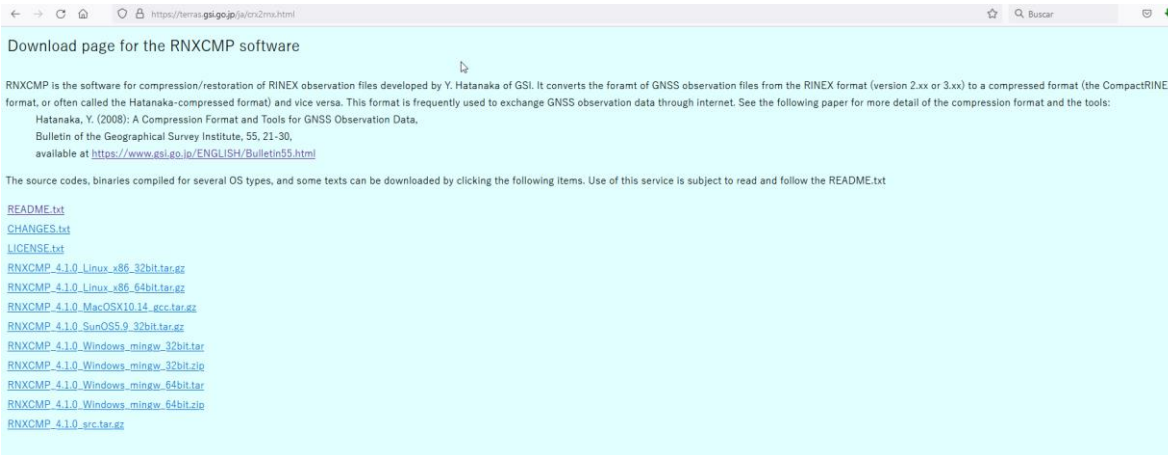 https://terras.gsi.go.jp/ja/crx2rnx.html
Buscar
Download page for the RNXCMP software
RNXCMP is the software for compression/restoration of RINEX observation files developed by Y. Hatanaka of GSI. It converts the foramt of GNSS observation files from the RINEX format (version 2.xx or 3.xx) to a compressed format (the CompactRINE
format, or often called the Hatanaka-compressed format) and vice versa. This format is frequently used to exchange GNSS observation data through internet. See the following paper for more detail of the compression format and the tools:
Hatanaka, Y. (2008): A Compression Format and Tools for GNSS Observation Data,
Bulletin of the Geographical Survey Institute, 55, 21-30,
available at https://www.gsi.go.jp/ENGLISH/Bulletin55.html
The source codes, binaries compiled for several OS types, and some texts can be downloaded by clicking the following items. Use of this service is subject to read and follow the README.txt
README.txt
CHANGES.txt
LICENSE.txt
RNXCMP_4.1.0_Linux_x86_32bit.tar.gz
RNXCMP_4.1.0_Linux_x86_64bit.tar.gz
RNXCMP_4.1.0_MacOSX10.14_gcc.tar.gz
RNXCMP_4.1.0_SunOS5.9_32bit.tar.gz
RNXCMP_4.1.0_Windows_mingw_32bit.tar
RNXCMP_4.1.0_Windows_mingw_32bit.zip
RNXCMP_4.1.0_Windows_mingw_64bit.tar
RNXCMP_4.1.0_Windows_mingw_64bit.zip
RNXCMP_4.1.0_src.tar.gz